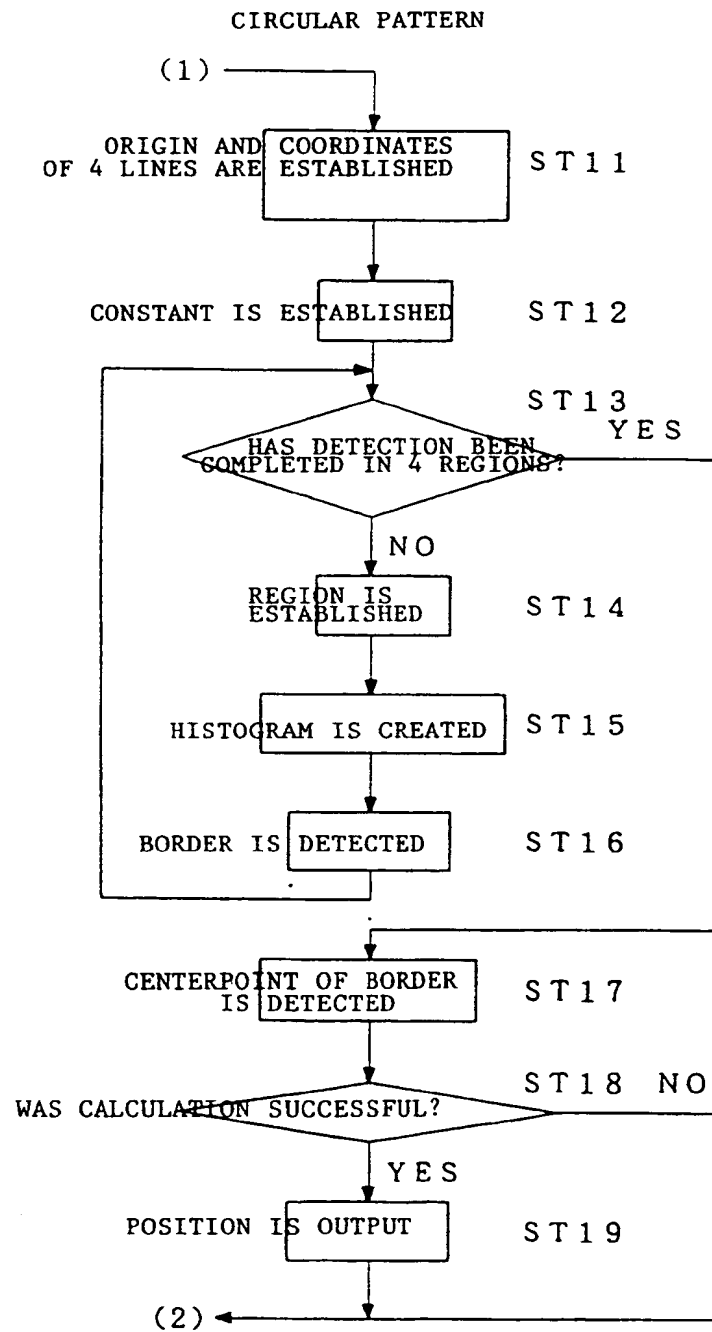 CIRCULAR PATTERN
(1)
ORIGIN AND COORDINATES
OF 4 LINES ARE ESTABLISHED
ST11
CONSTANT IS ESTABLISHED
ST12
ST13
YES
HAS DETECTION BEEN
COMPLETED IN 4 REGIONS?
NO
REGION IS
ESTABLISHED
ST14
HISTOGRAM IS CREATED
ST15
BORDER IS DETECTED
ST16
CENTERPOINT OF BORDER
IS DETECTED
ST17
ST18 NO
WAS CALCULATION SUCCESSFUL?
YES
POSITION IS OUTPUT
ST19
(2)